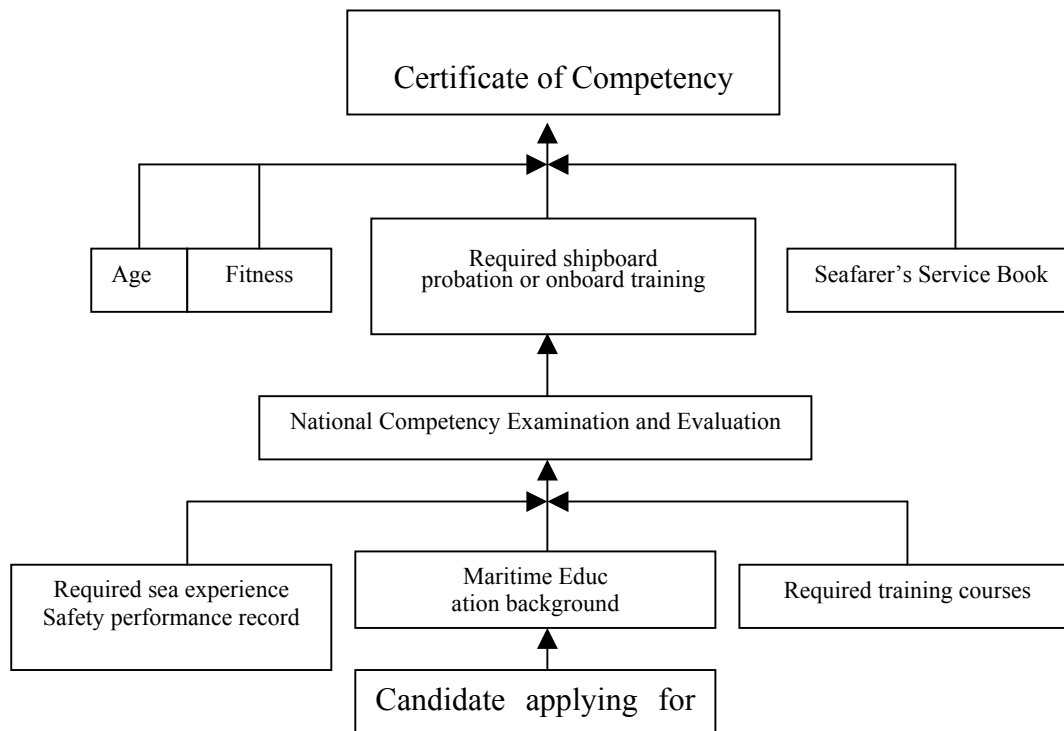 Certificate of Competency
Age
Fitness
Required shipboard
probation or onboard training
Seafarer’s Service Book
National Competency Examination and Evaluation
Required sea experience
Safety performance record
Maritime Educ
ation background
Required training courses
Candidate applying for